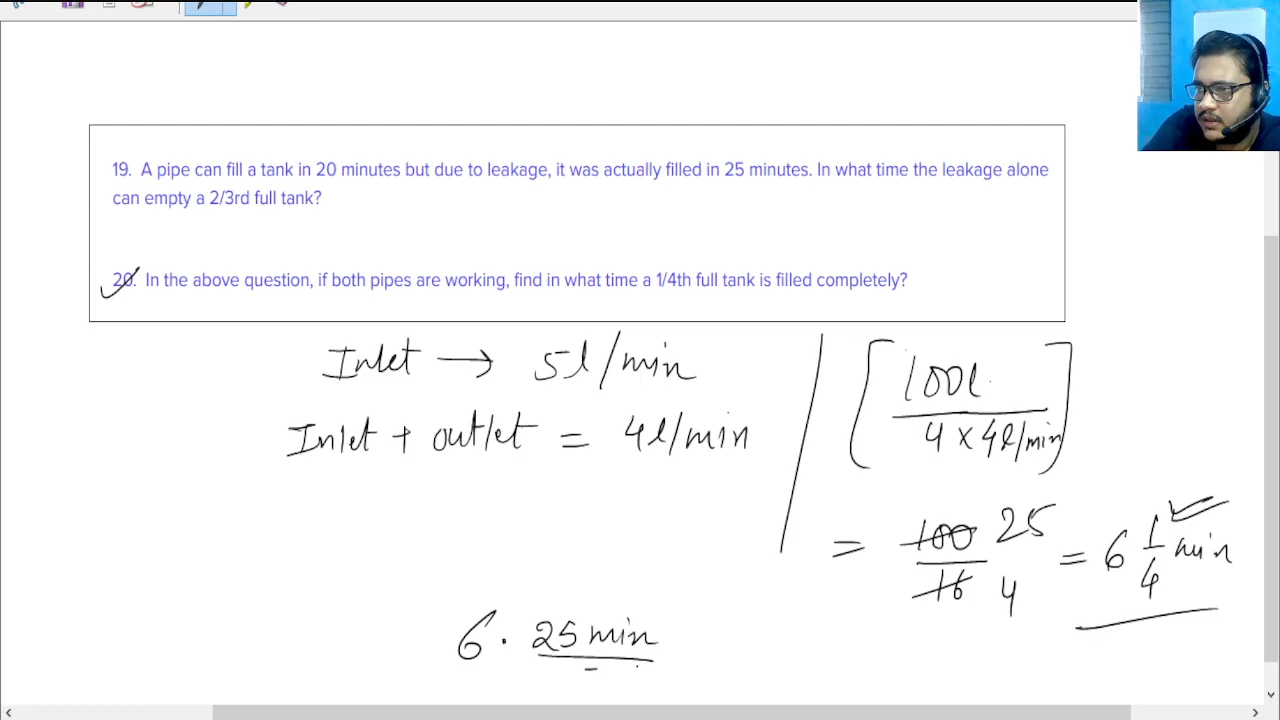 19. A pipe can fill a tank in 20 minutes but due to leakage, it was actually filled in 25 minutes. In what time the leakage alone
can empty a 2/3rd full tank?
20. In the above question, if both pipes are working, find in what time a 1/4th full tank is filled completely?
Inlet → 5l/min
Inlet + outlet = 4l/min
100l
4 × 4l/min
= 100 25 = 6 1/4 min
16 4
6.25 min